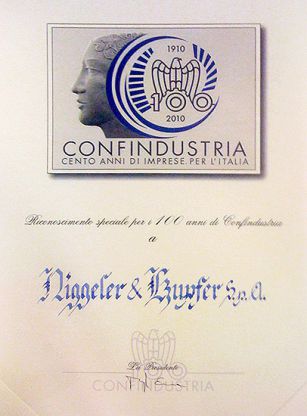 1910
100
2010
CONFINDUSTRIA
CENTO ANNI DI IMPRESE. PER L'ITALIA
Riconoscimento speciale per i 100 anni di Confindustria
a
Niggeler & Kupfer S.p.A.
100
La Presidente
CONFINDUSTRIA